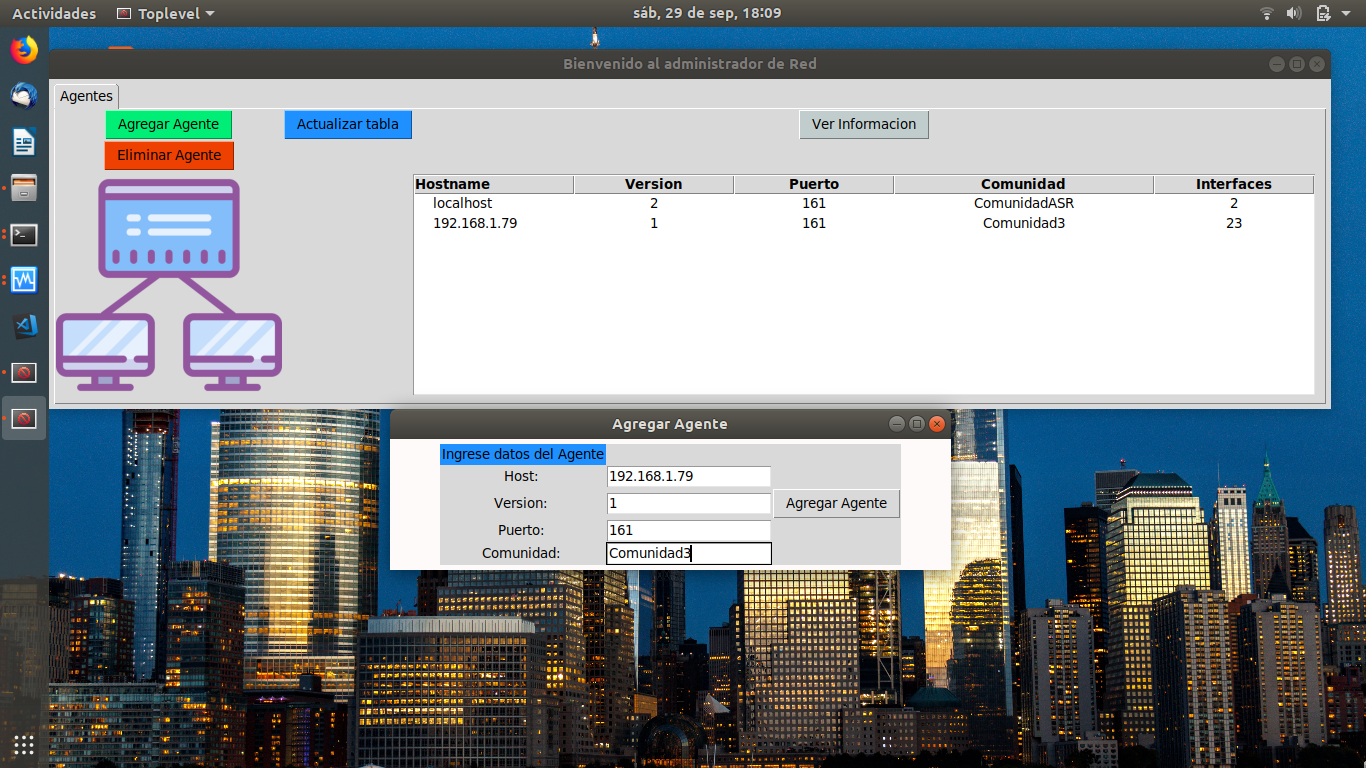 Actividades Toplevel sáb, 29 de sep, 18:09
Bienvenido al administrador de Red
Agentes
Agregar Agente Actualizar tabla Ver Informacion
Eliminar Agente
Hostname Version Puerto Comunidad Interfaces
localhost 2 161 ComunidadASR 2
192.168.1.79 1 161 Comunidad3 23
Agregar Agente
Ingrese datos del Agente
Host: 192.168.1.79
Version: 1 Agregar Agente
Puerto: 161
Comunidad: Comunidad3